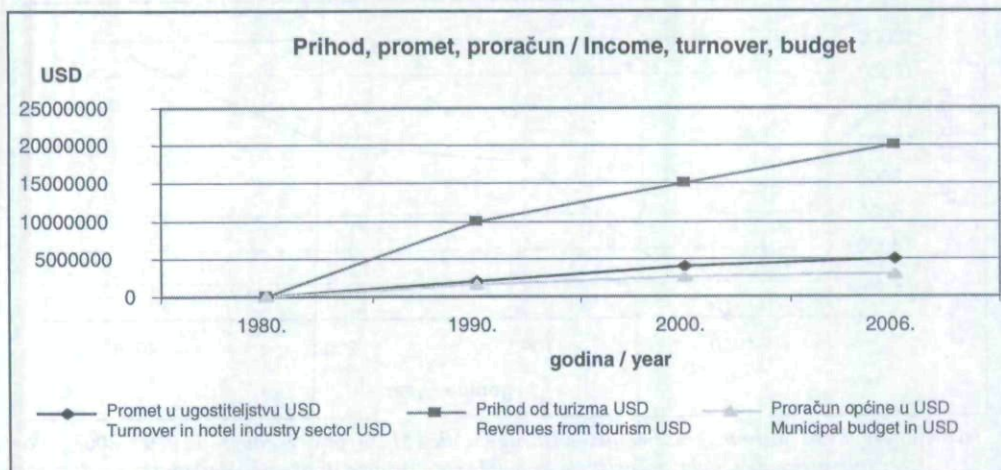 Prihod, promet, proračun / Income, turnover, budget
USD
25000000
20000000
15000000
10000000
5000000
0
1980. 1990. 2000. 2006.
godina / year
Promet u ugostiteljstvu USD
Turnover in hotel industry sector USD
Prihod od turizma USD
Revenues from tourism USD
Proračun općine u USD
Municipal budget in USD